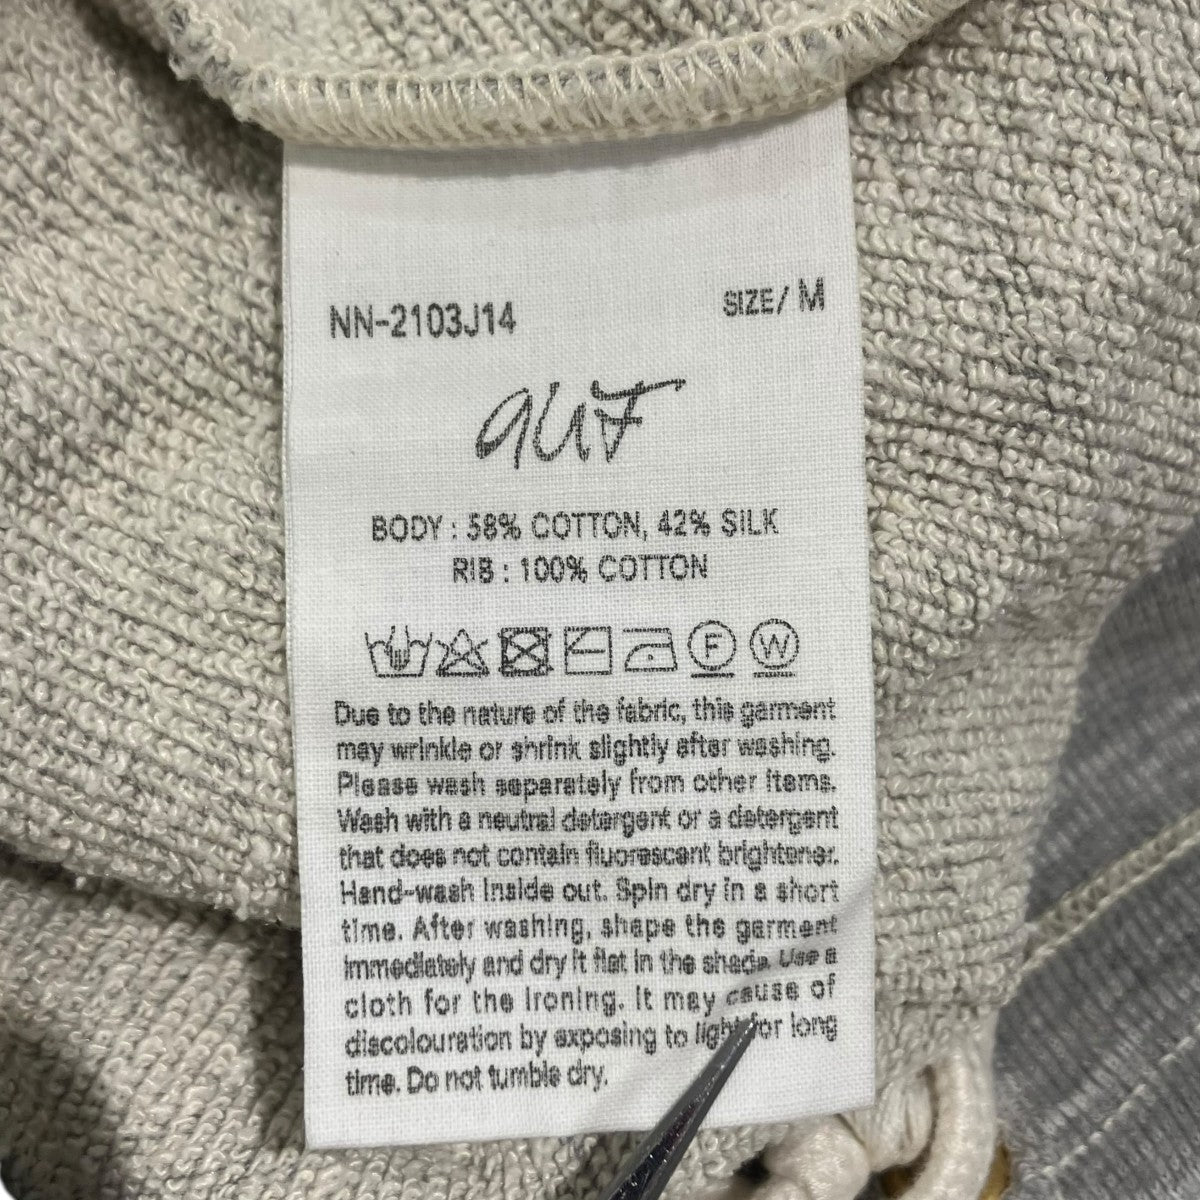 NN-2103J14
SIZE/ M
BODY : 58% COTTON, 42% SILK
RIB : 100% COTTON
F W
Due to the nature of the fabric, this garment
may wrinkle or shrink slightly after washing.
Please wash separately from other items.
Wash with a neutral detergent or a detergent
that does not contain fluorescent brightener.
Hand-wash inside out. Spin dry in a short
time. After washing, shape the garment
immediately and dry it flat in the shade. Use a
cloth for the ironing. It may cause of
discolouration by exposing to light for long
time. Do not tumble dry.